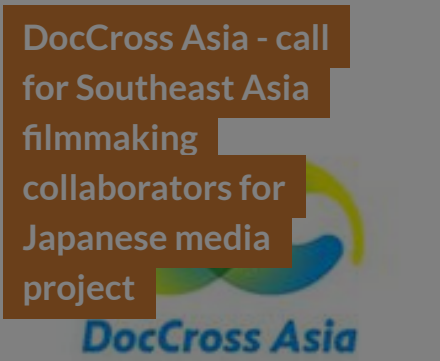 DocCross Asia - call
for Southeast Asia
filmmaking
collaborators for
Japanese media
project
DocCross Asia